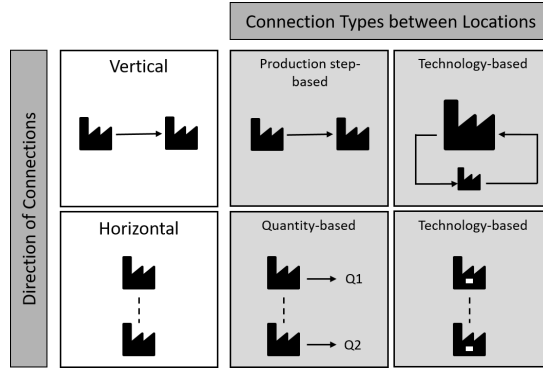 Connection Types between Locations
Direction of Connections
Vertical
Production step-
based
Technology-based
Horizontal
Quantity-based
Q1
Q2
Technology-based